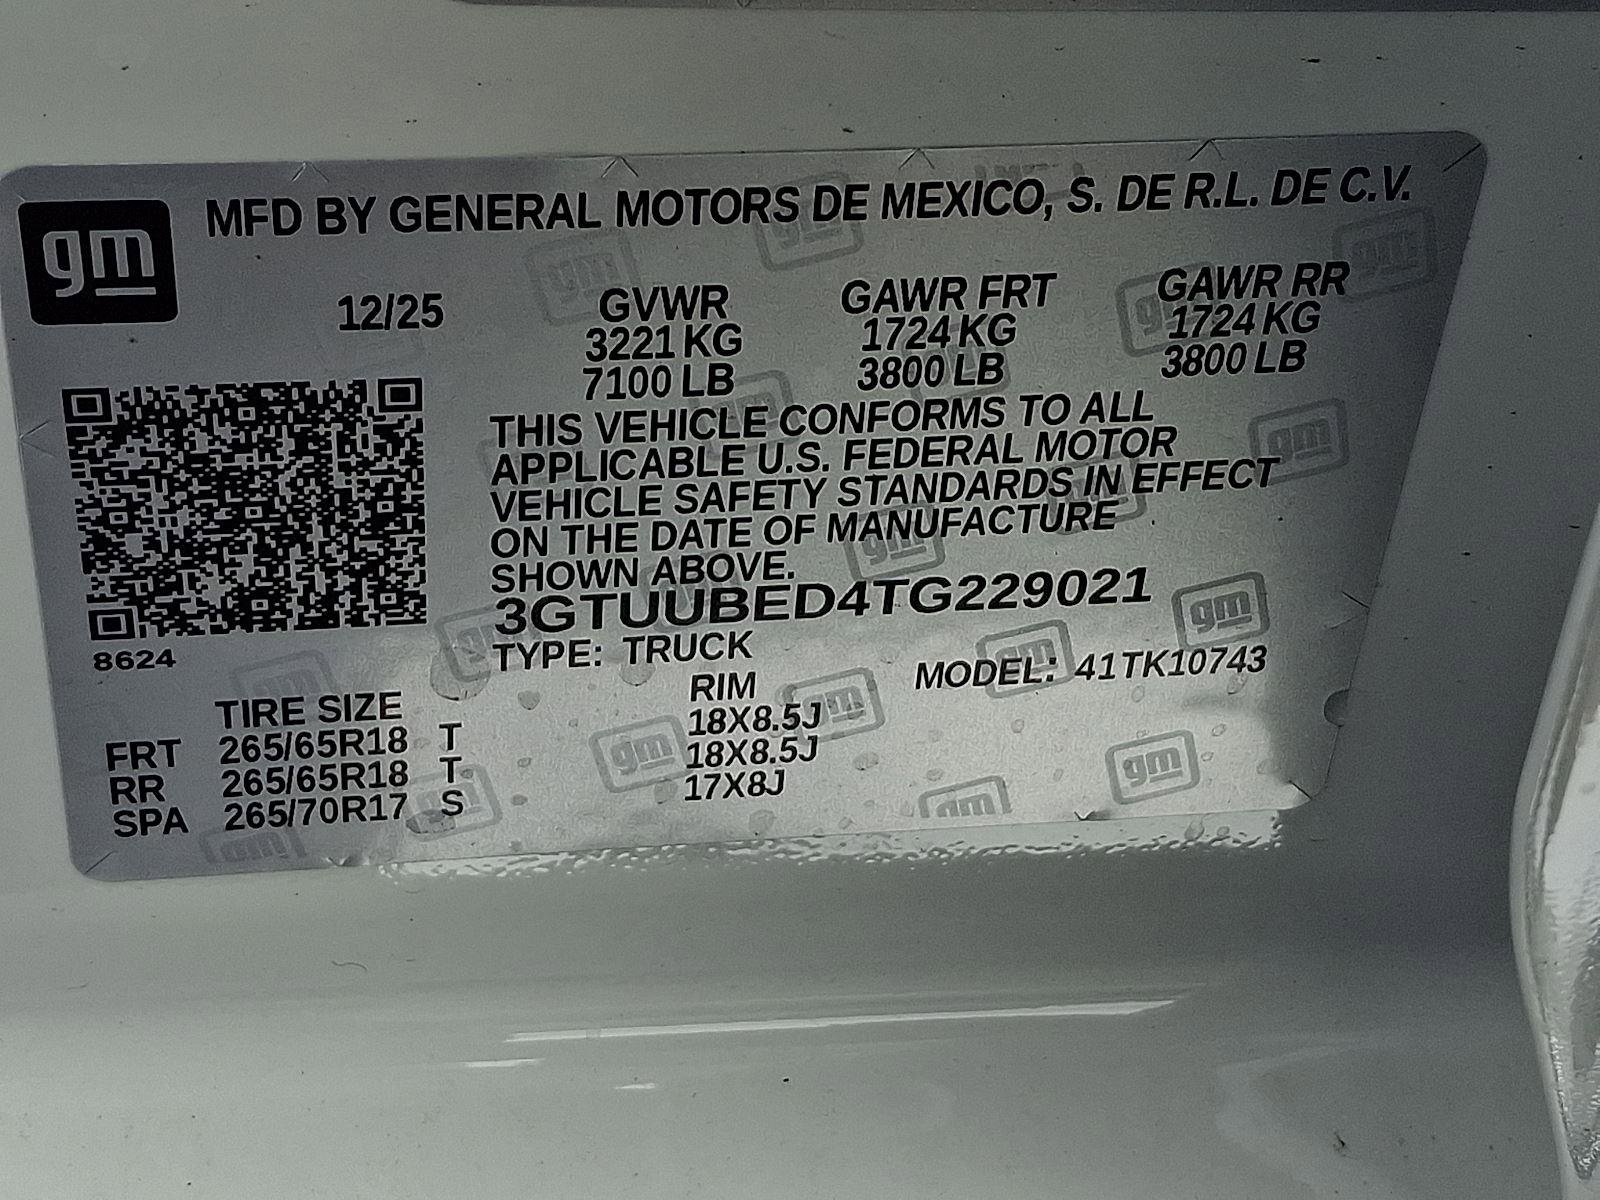 gm
MFD BY GENERAL MOTORS DE MEXICO, S. DE R.L. DE C.V.
12/25 GVWR GAWR FRT GAWR RR
3221 KG 1724 KG 1724 KG
7100 LB 3800 LB 3800 LB
THIS VEHICLE CONFORMS TO ALL
APPLICABLE U.S. FEDERAL MOTOR
VEHICLE SAFETY STANDARDS IN EFFECT
ON THE DATE OF MANUFACTURE
SHOWN ABOVE.
3GTUUBED4TG229021
8624
TYPE: TRUCK MODEL: 41TK10743
TIRE SIZE RIM
FRT 265/65R18 T 18X8.5J
RR 265/65R18 T 18X8.5J
SPA 265/70R17 S 17X8J